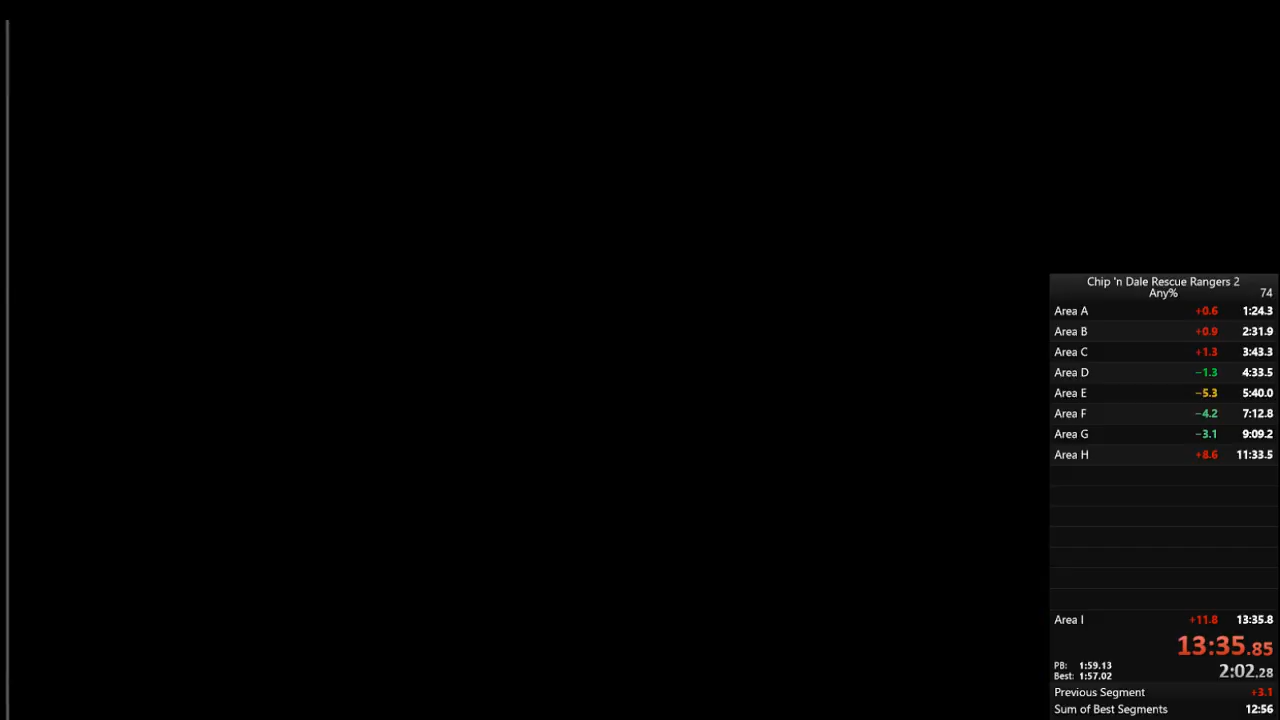 Chip 'n Dale Rescue Rangers 2
Any% 74
Area A +0.6 1:24.3
Area B +0.9 2:31.9
Area C +1.3 3:43.3
Area D −1.3 4:33.5
Area E −5.3 5:40.0
Area F −4.2 7:12.8
Area G −3.1 9:09.2
Area H +8.6 11:33.5
Area I +11.8 13:35.8
13:35.85
PB: 1:59.13
Best: 1:57.02
2:02.28
Previous Segment +3.1
Sum of Best Segments 12:56